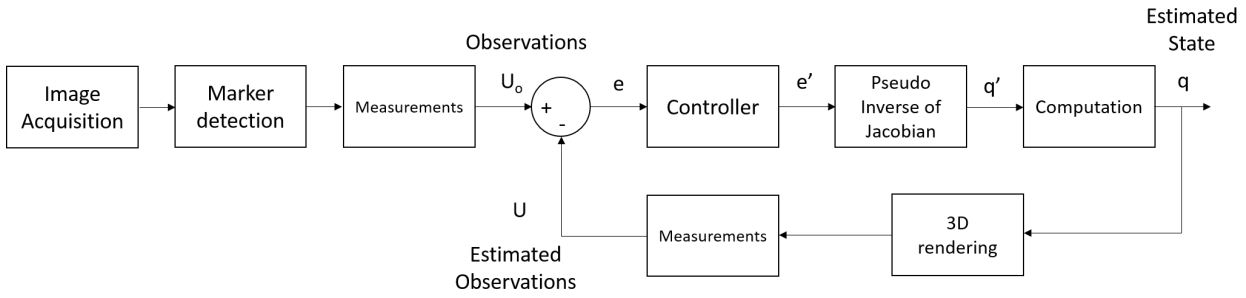 Estimated
State
Observations
Image
Acquisition
Marker
detection
Measurements
Uo
+
-
e
Controller
e’
Pseudo
Inverse of
Jacobian
q’
Computation
q
U
Estimated
Observations
Measurements
3D
rendering